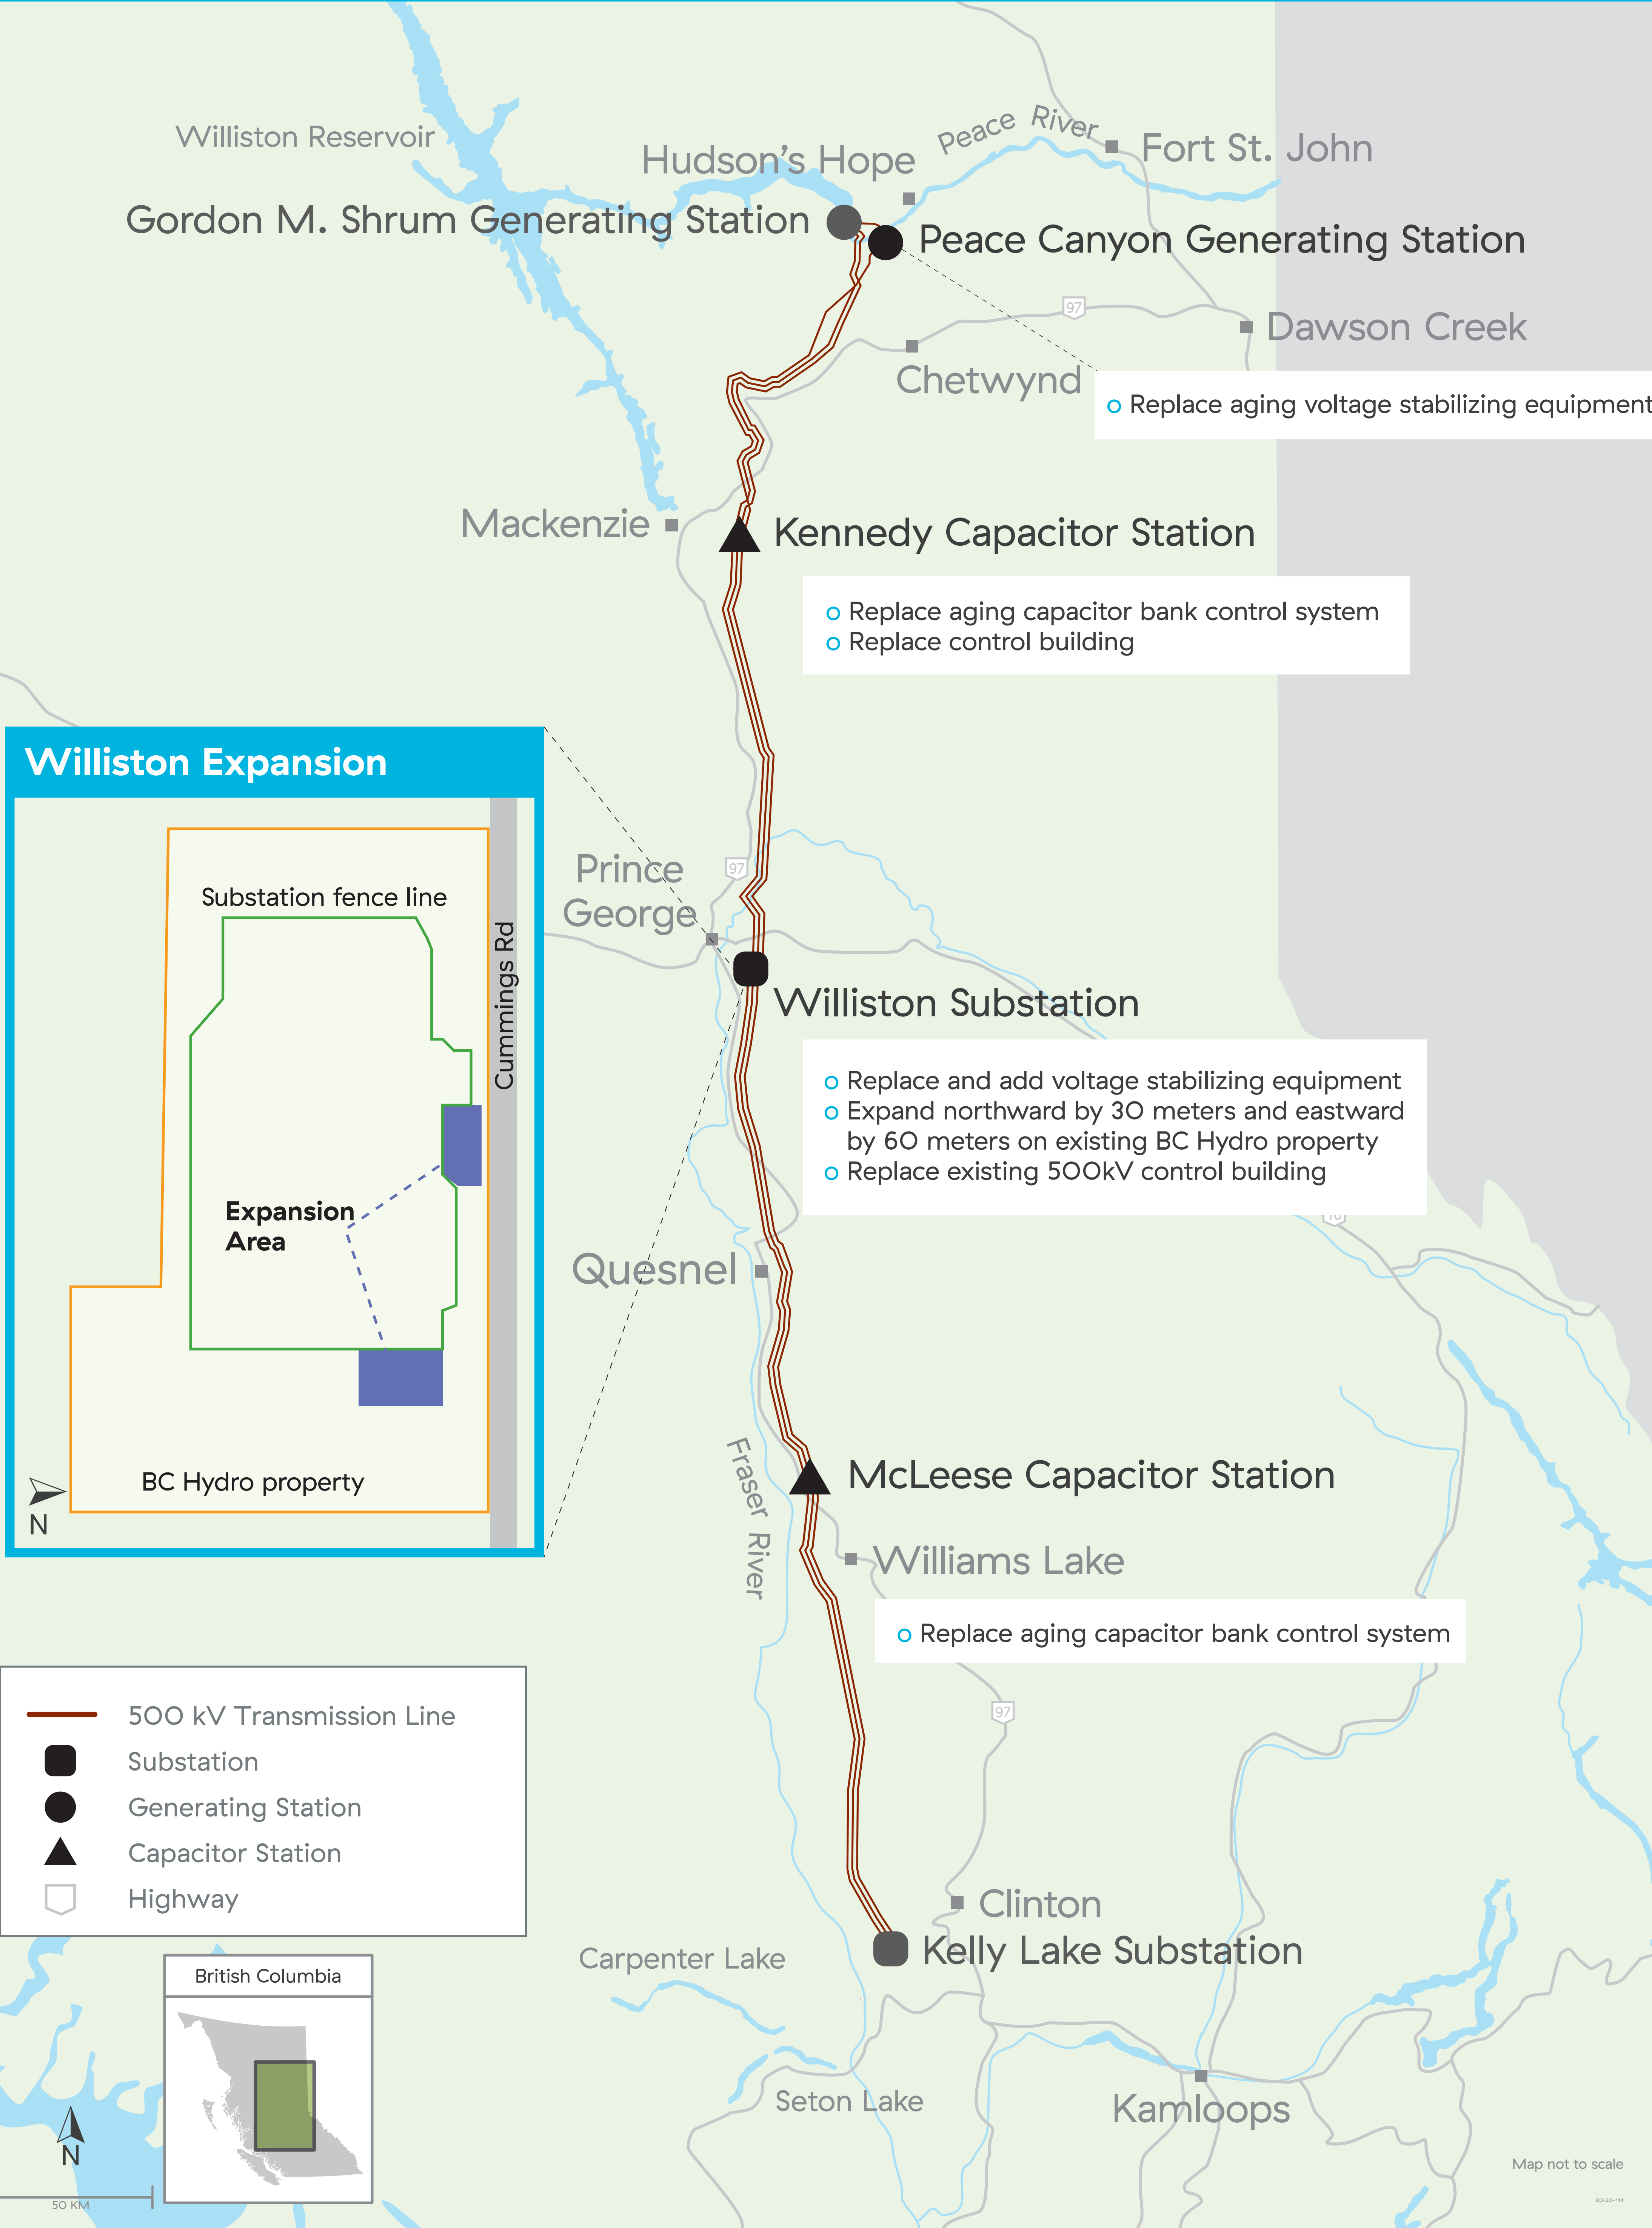 Williston Reservoir
Hudson's Hope
Peace River
Fort St. John
Gordon M. Shrum Generating Station
Peace Canyon Generating Station
97
Dawson Creek
Chetwynd
Replace aging voltage stabilizing equipment
Mackenzie
Kennedy Capacitor Station
Replace aging capacitor bank control system
Replace control building
Williston Expansion
Substation fence line
Cummings Rd
Expansion
Area
BC Hydro property
N
Prince
George
97
Williston Substation
Replace and add voltage stabilizing equipment
Expand northward by 30 meters and eastward
by 60 meters on existing BC Hydro property
Replace existing 500kV control building
Quesnel
Fraser River
McLeese Capacitor Station
Williams Lake
Replace aging capacitor bank control system
97
500 kV Transmission Line
Substation
Generating Station
Capacitor Station
Highway
Clinton
Kelly Lake Substation
Carpenter Lake
British Columbia
Seton Lake
Kamloops
N
50 KM
Map not to scale